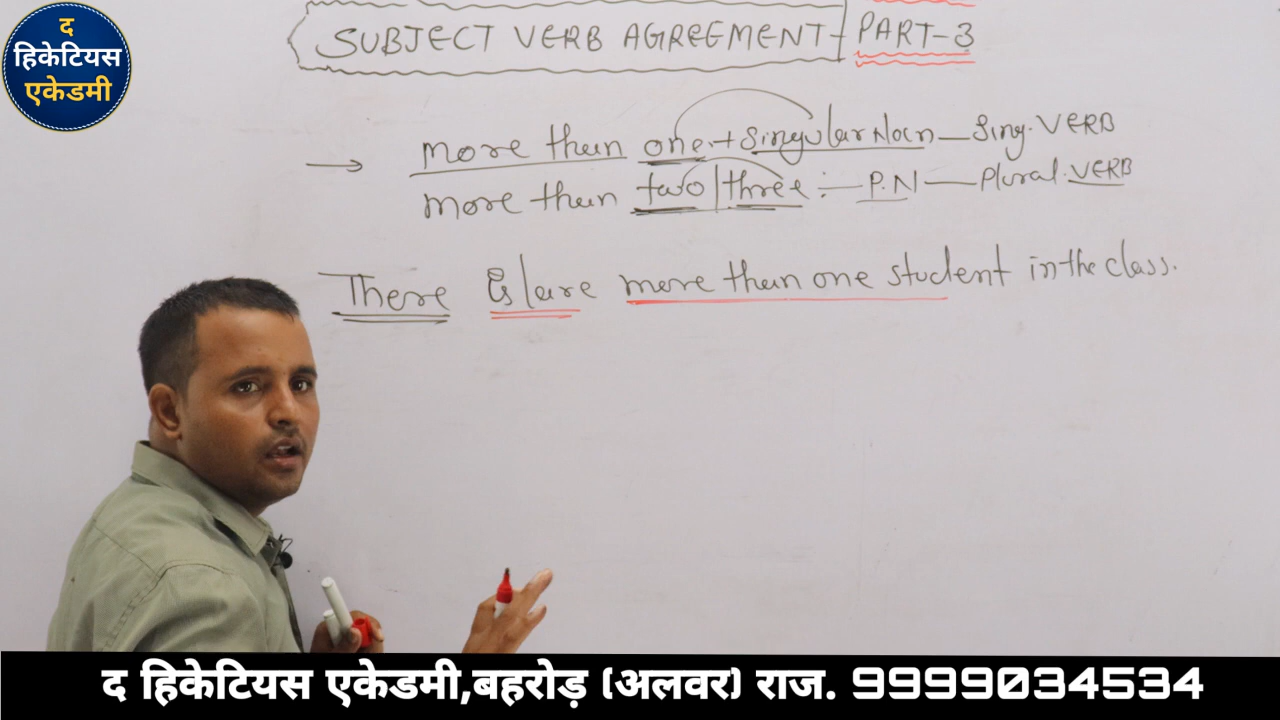 द
हिकेटियस
एकेडमी
SUBJECT VERB AGREEMENT - PART-3
→ more than one + Singular Noun — Sing. VERB
more than two | three :— P.N — Plural. VERB
There is/are more than one student in the class.
द हिकेटियस एकेडमी,बहरोड़ (अलवर) राज. 9999034534